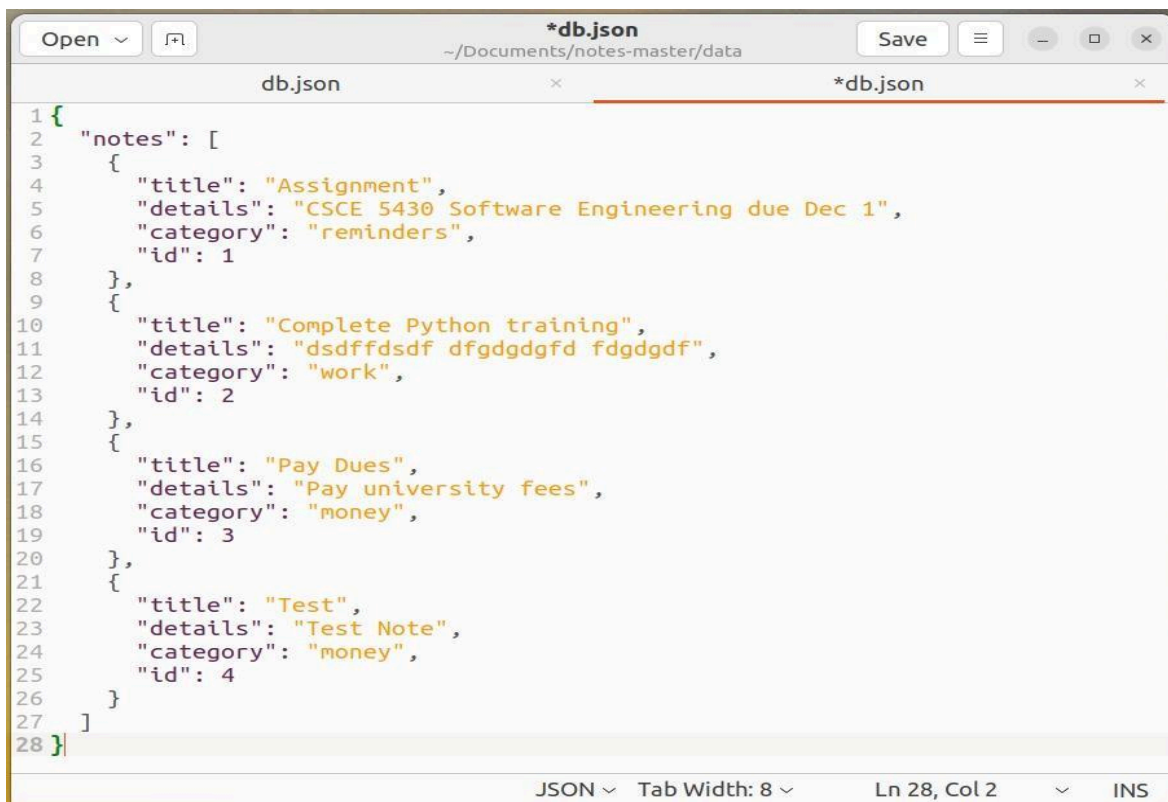 Open
*db.json
~/Documents/notes-master/data
Save
db.json
*db.json
1 {
2   "notes": [
3     {
4       "title": "Assignment",
5       "details": "CSCE 5430 Software Engineering due Dec 1",
6       "category": "reminders",
7       "id": 1
8     },
9     {
10       "title": "Complete Python training",
11       "details": "dsdffdsdf dfgdgdgfd fdgdgdf",
12       "category": "work",
13       "id": 2
14     },
15     {
16       "title": "Pay Dues",
17       "details": "Pay university fees",
18       "category": "money",
19       "id": 3
20     },
21     {
22       "title": "Test",
23       "details": "Test Note",
24       "category": "money",
25       "id": 4
26     }
27   ]
28 }
JSON Tab Width: 8 Ln 28, Col 2 INS